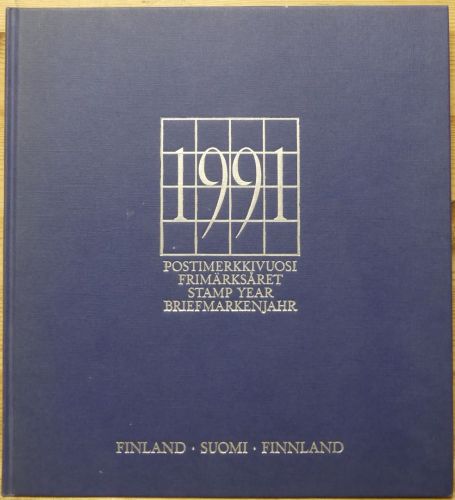 1991
POSTIMERKKIVUOSI
FRIMÄRKSÅRET
STAMP YEAR
BRIEFMARKENJAHR
FINLAND · SUOMI · FINNLAND